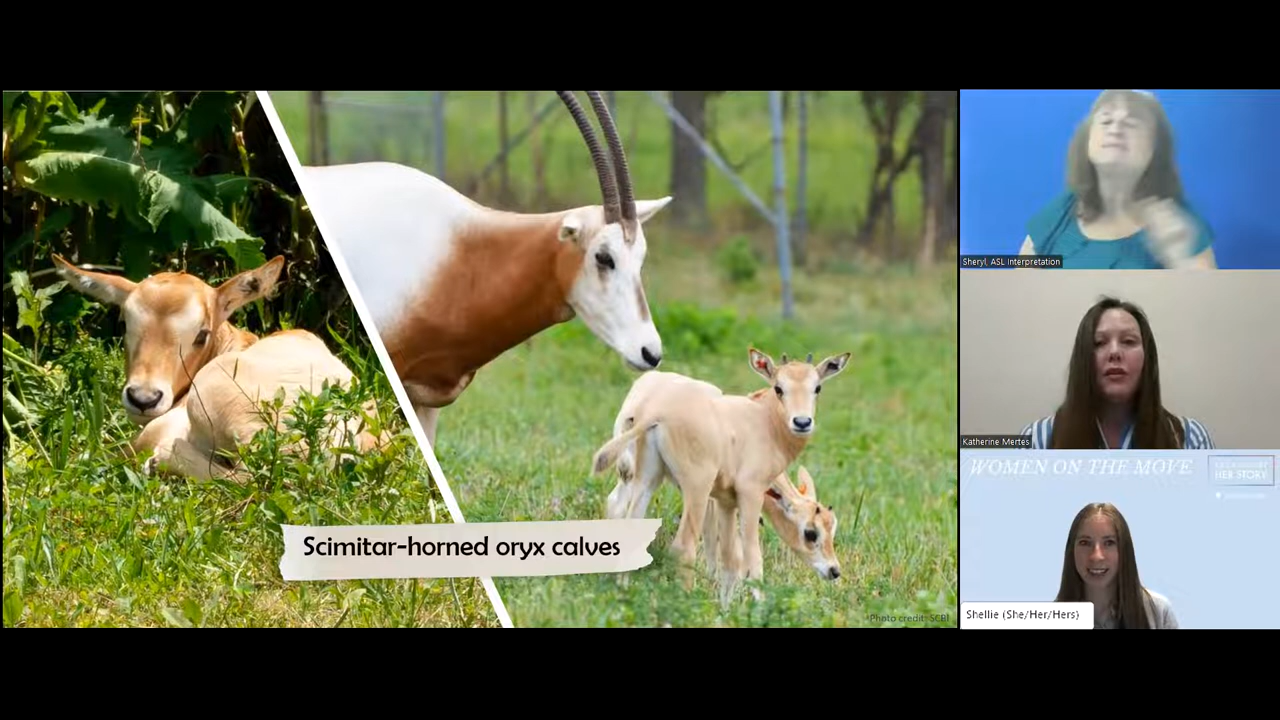 Scimitar-horned oryx calves
Photo credit: SCBI
Sheryl, ASL Interpretation
Katherine Mertes
WOMEN ON THE MOVE
HER STORY
Shellie (She/Her/Hers)